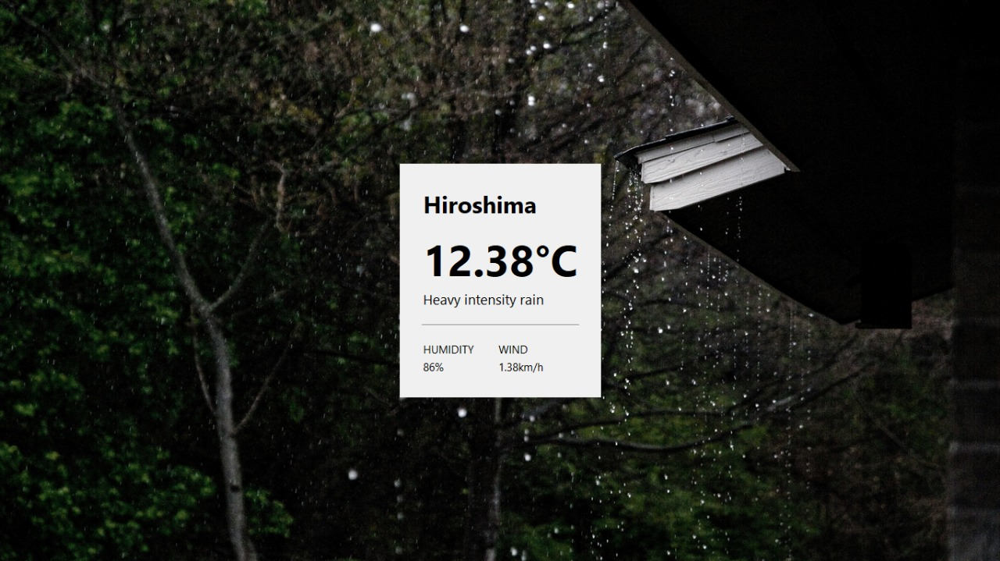 Hiroshima
12.38°C
Heavy intensity rain
HUMIDITY WIND
86% 1.38km/h